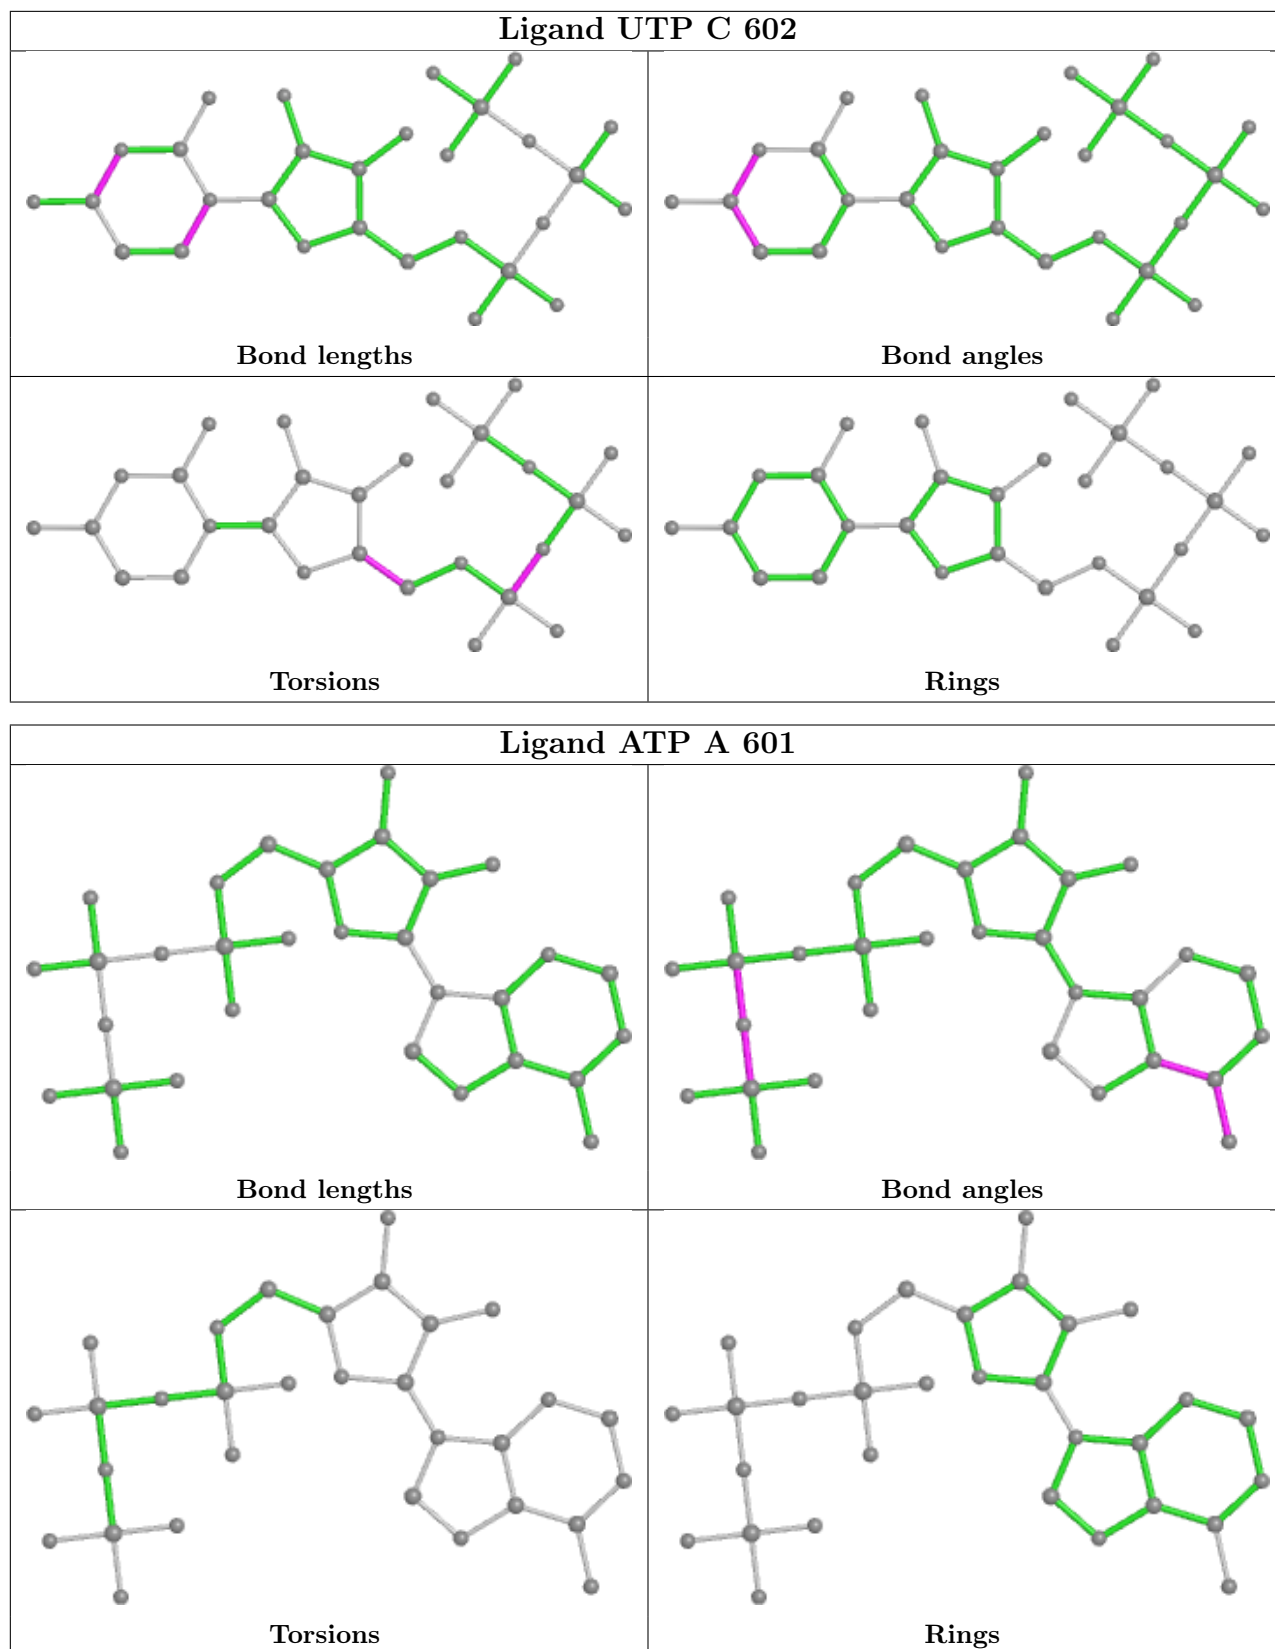 Ligand UTP C 602
Bond lengths
Bond angles
Torsions
Rings
Ligand ATP A 601
Bond lengths
Bond angles
Torsions
Rings